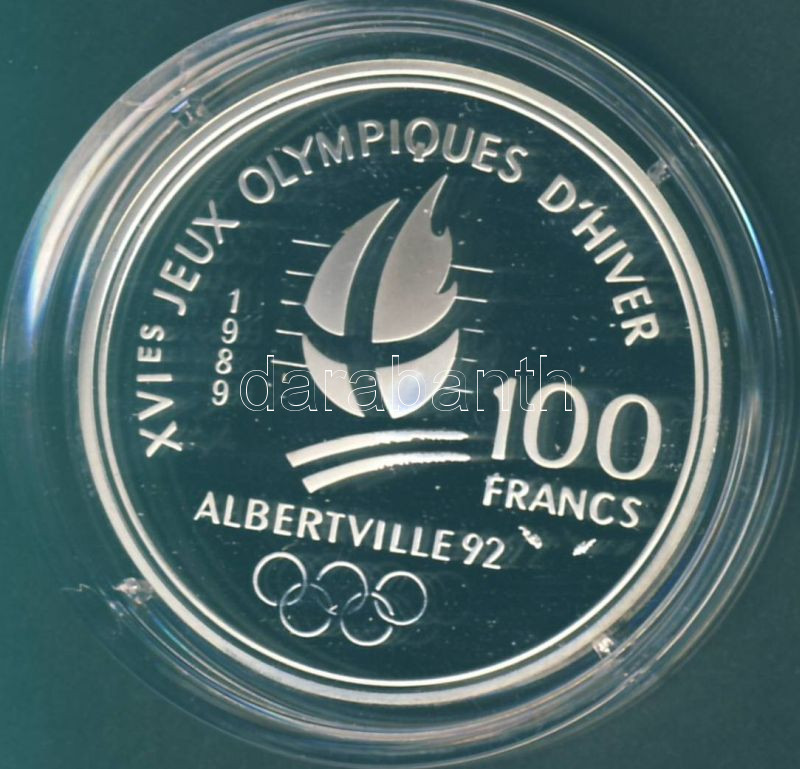 XVIES JEUX OLYMPIQUES D'HIVER
1989
darabanth
100
FRANCS
ALBERTVILLE 92